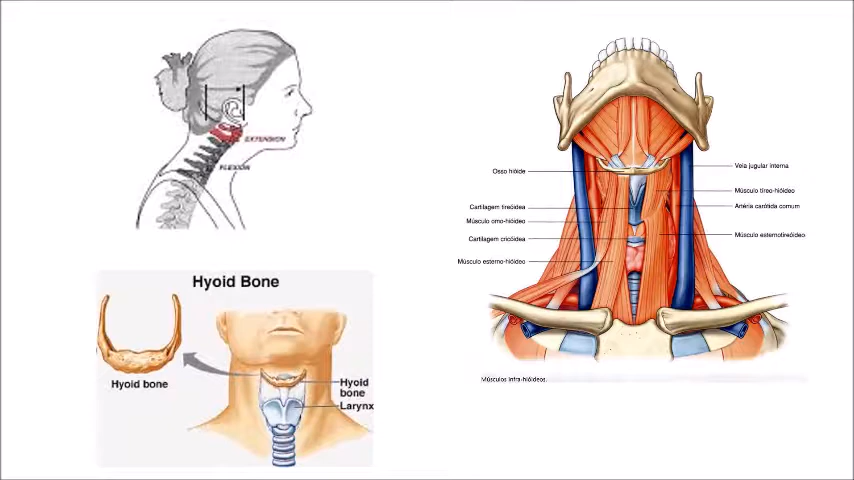 EXTENSION
FLEXION
Hyoid Bone
Hyoid bone
Hyoid
bone
Larynx
Osso hióide
Cartilagem tireóidea
Músculo omo-hióideo
Cartilagem cricóidea
Músculo esterno-hióideo
Veia jugular interna
Músculo tíreo-hióideo
Artéria carótida comum
Músculo esternotireóideo
Músculos infra-hióideos.